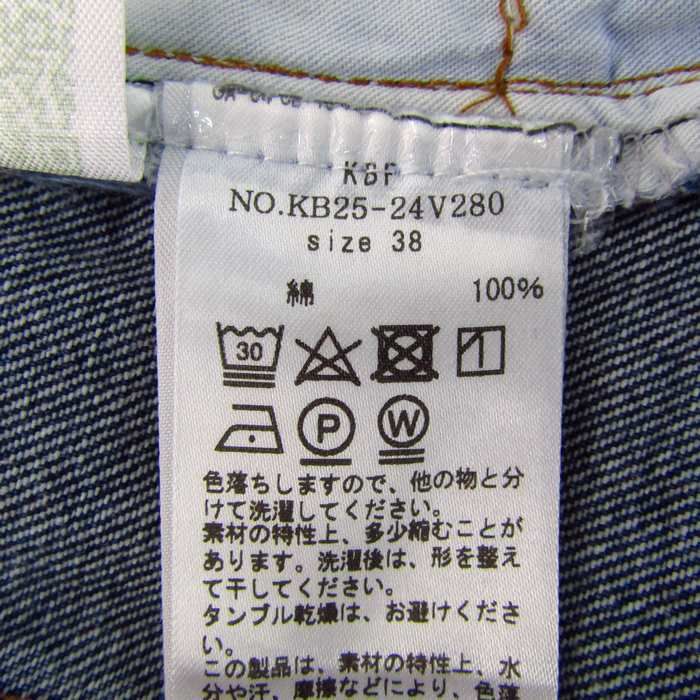 KBF
NO.KB25-24V280
size 38
綿 100%
30
P W
色落ちしますので、他の物と分
けて洗濯してください。
素材の特性上、多少縮むことが
あります。洗濯後は、形を整え
て干してください。
タンブル乾燥は、お避けくださ
い。
この製品は、素材の特性上、水
分や汗、摩擦などにより、色落